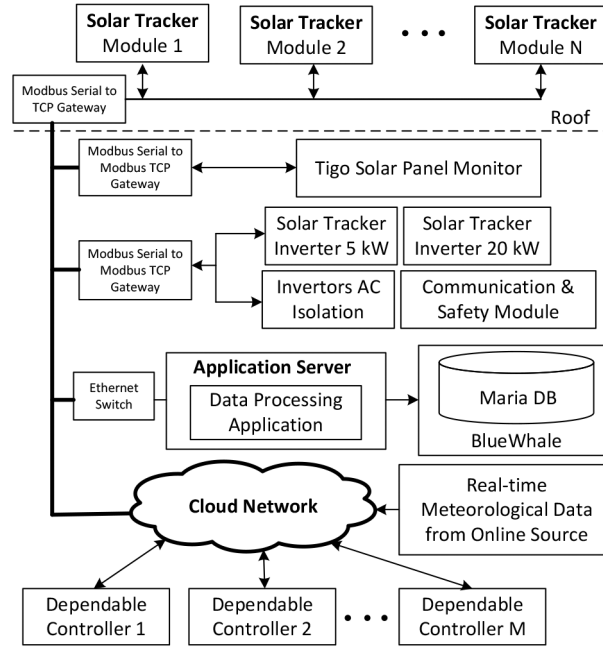 Solar Tracker
Module 1
Solar Tracker
Module 2
Solar Tracker
Module N
Modbus Serial to
TCP Gateway
Roof
Modbus Serial to
Modbus TCP
Gateway
Tigo Solar Panel Monitor
Modbus Serial to
Modbus TCP
Gateway
Solar Tracker
Inverter 5 kW
Solar Tracker
Inverter 20 kW
Invertors AC
Isolation
Communication &
Safety Module
Ethernet
Switch
Application Server
Data Processing
Application
Maria DB
BlueWhale
Cloud Network
Real-time
Meteorological Data
from Online Source
Dependable
Controller 1
Dependable
Controller 2
Dependable
Controller M